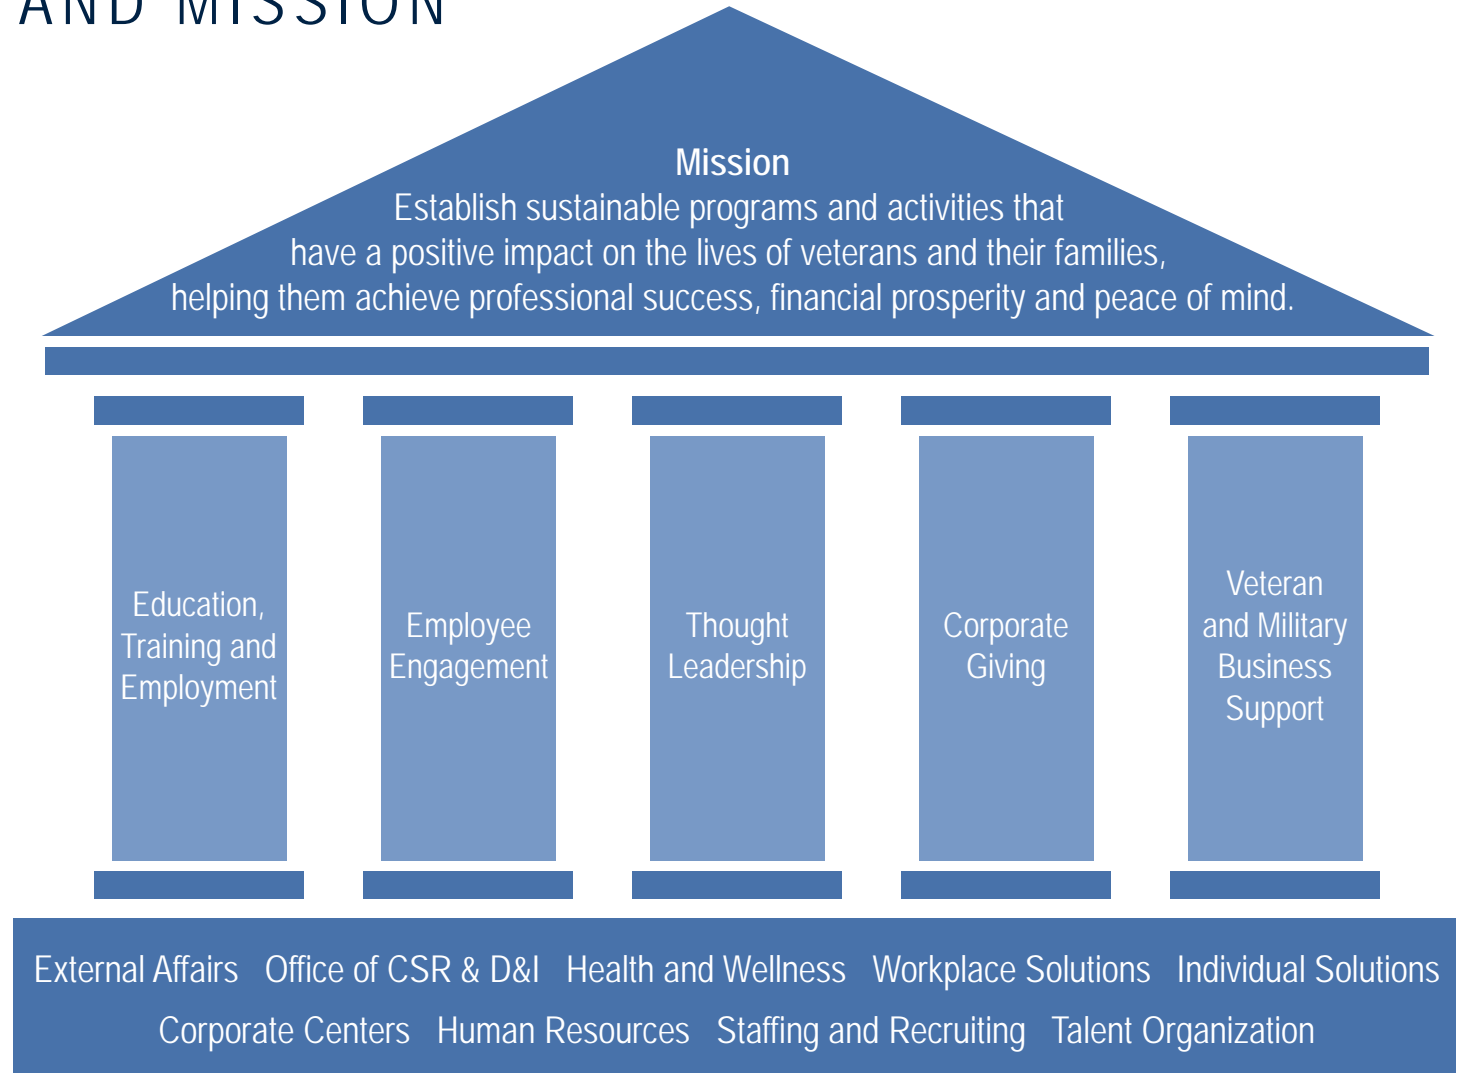 AND MISSION
Mission
Establish sustainable programs and activities that
have a positive impact on the lives of veterans and their families,
helping them achieve professional success, financial prosperity and peace of mind.
Education,
Training and
Employment
Employee
Engagement
Thought
Leadership
Corporate
Giving
Veteran
and Military
Business
Support
External Affairs Office of CSR & D&I Health and Wellness Workplace Solutions Individual Solutions
Corporate Centers Human Resources Staffing and Recruiting Talent Organization